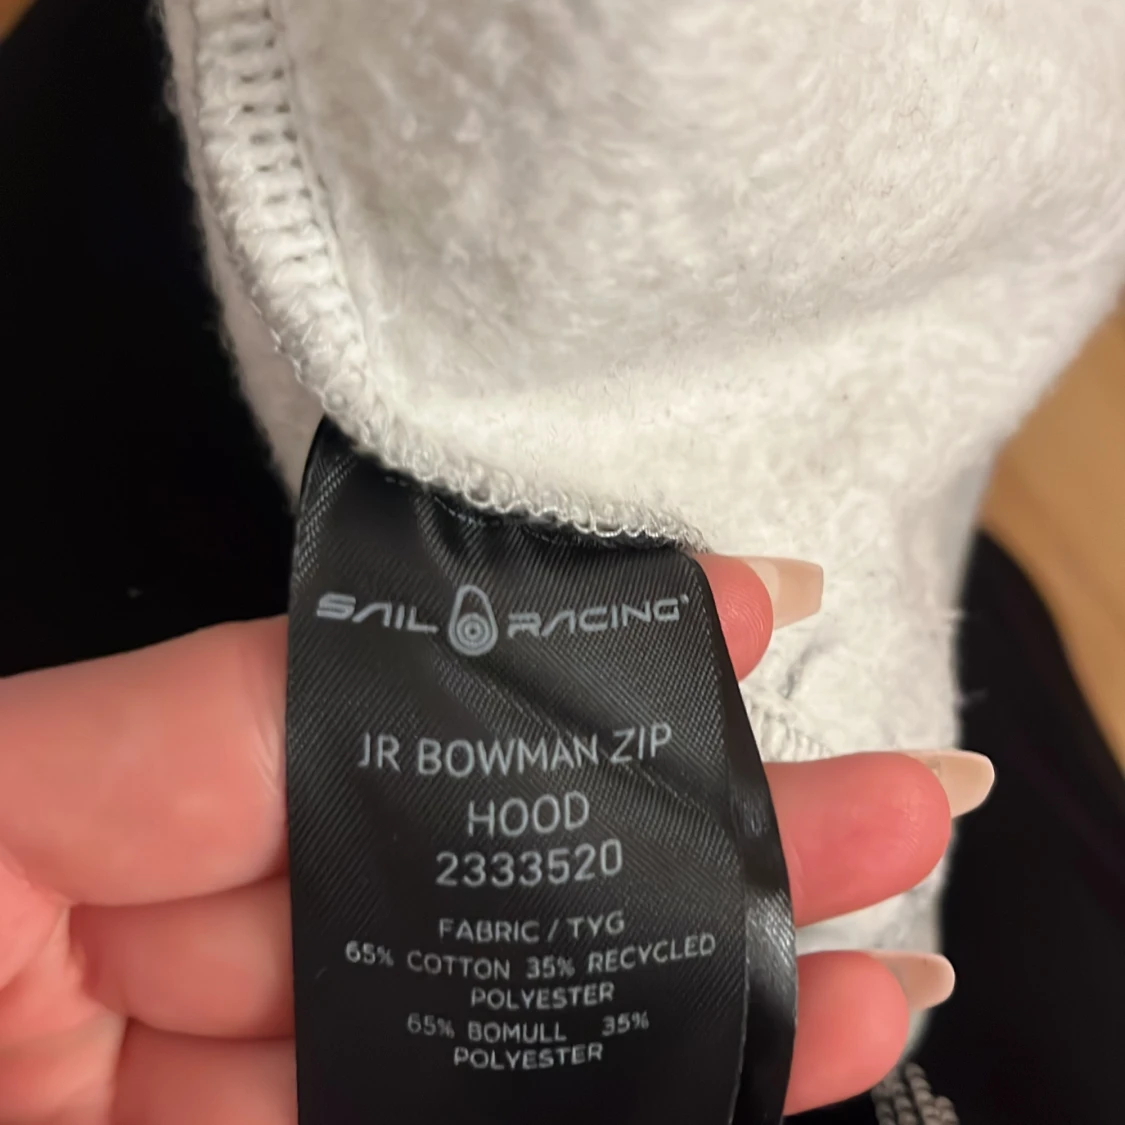 SAIL RACING®
JR BOWMAN ZIP
HOOD
2333520
FABRIC / TYG
65% COTTON 35% RECYCLED
POLYESTER
65% BOMULL 35%
POLYESTER